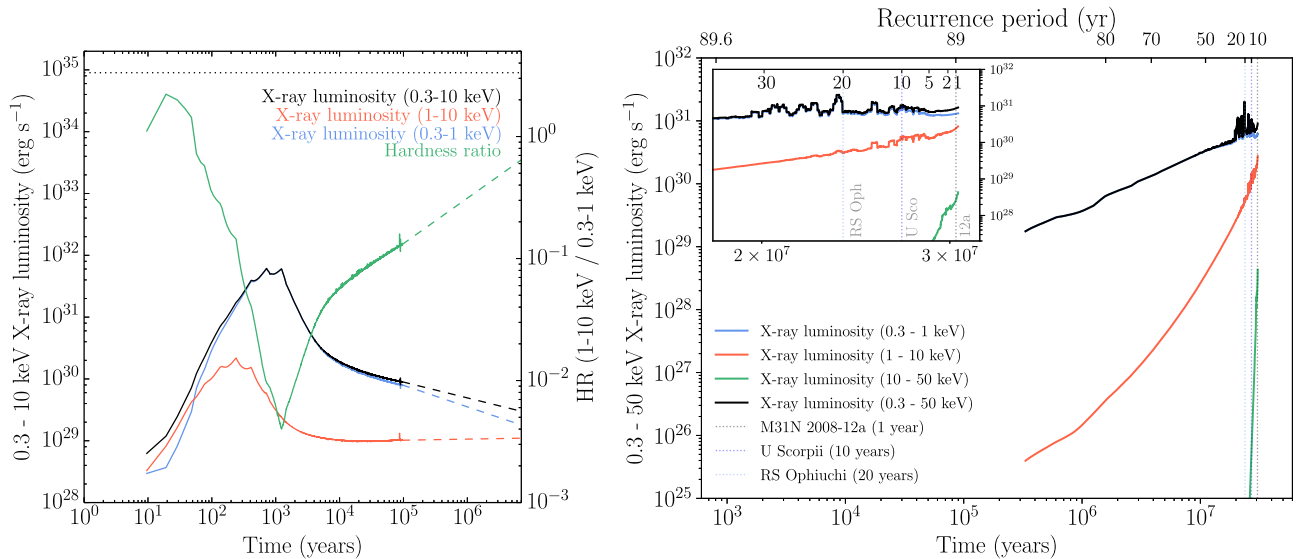 10^35
10^34
10^33
10^32
10^31
10^30
10^29
10^28
0.3 - 10 keV X-ray luminosity (erg s^−1)
X-ray luminosity (0.3-10 keV)
X-ray luminosity (1-10 keV)
X-ray luminosity (0.3-1 keV)
Hardness ratio
10^0
10^−1
10^−2
10^−3
HR (1-10 keV / 0.3-1 keV)
10^0 10^1 10^2 10^3 10^4 10^5 10^6
Time (years)
Recurrence period (yr)
89.6 89 80 70 50 20 10
10^32
10^31
10^30
10^29
10^28
10^27
10^26
10^25
0.3 - 50 keV X-ray luminosity (erg s^−1)
30 20 10 5 2 1
10^32
10^31
10^30
10^29
10^28
RS Oph
U Sco
12a
2 × 10^7 3 × 10^7
X-ray luminosity (0.3 - 1 keV)
X-ray luminosity (1 - 10 keV)
X-ray luminosity (10 - 50 keV)
X-ray luminosity (0.3 - 50 keV)
M31N 2008-12a (1 year)
U Scorpii (10 years)
RS Ophiuchi (20 years)
10^3 10^4 10^5 10^6 10^7
Time (years)